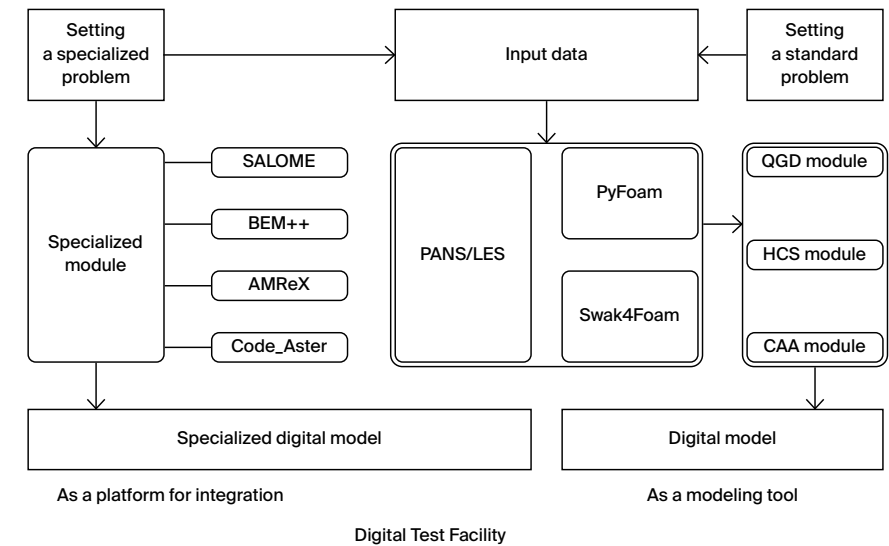 Setting
a specialized
problem
Input data
Setting
a standard
problem
Specialized
module
SALOME
BEM++
AMReX
Code_Aster
PANS/LES
PyFoam
Swak4Foam
QGD module
HCS module
CAA module
Specialized digital model
Digital model
As a platform for integration
As a modeling tool
Digital Test Facility